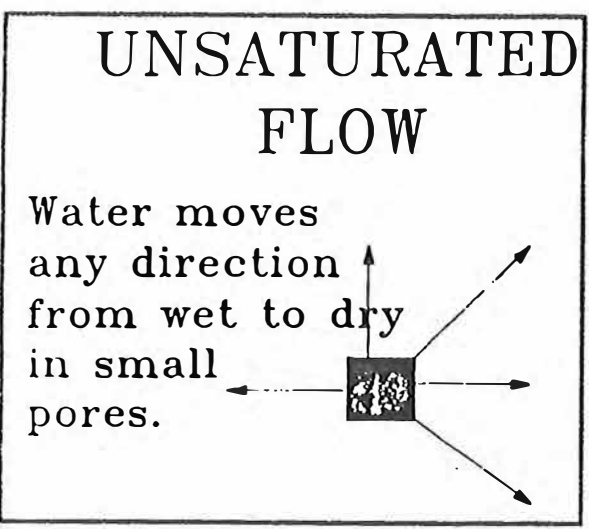 UNSATURATED
FLOW
Water moves
any direction
from wet to dry
in small
pores.